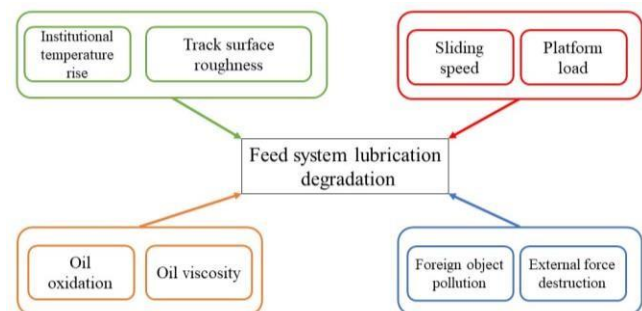 Institutional
temperature
rise
Track surface
roughness
Sliding
speed
Platform
load
Feed system lubrication
degradation
Oil
oxidation
Oil viscosity
Foreign object
pollution
External force
destruction